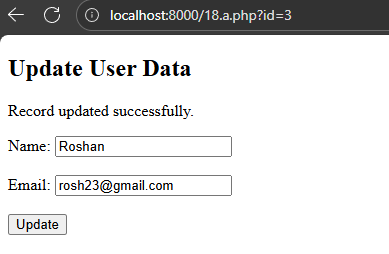 localhost:8000/18.a.php?id=3
Update User Data
Record updated successfully.
Name: Roshan
Email: rosh23@gmail.com
Update